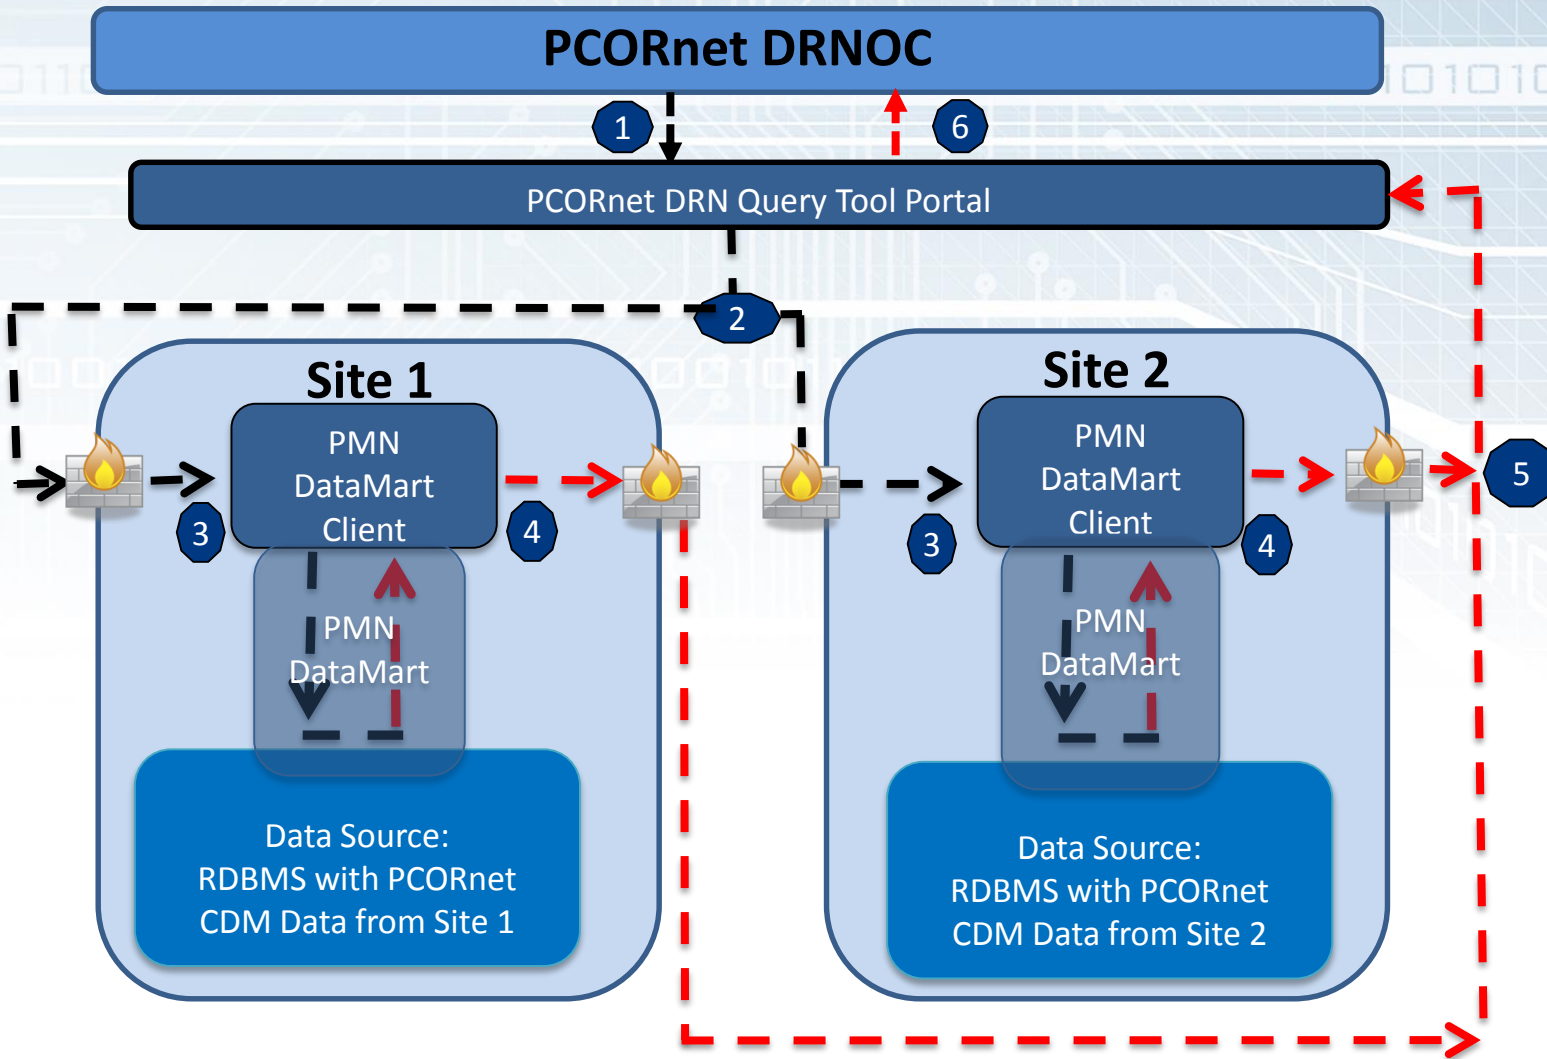 PCORnet DRNOC
1
6
PCORnet DRN Query Tool Portal
2
Site 1
PMN
DataMart
Client
3
4
PMN
DataMart
Data Source:
RDBMS with PCORnet
CDM Data from Site 1
Site 2
PMN
DataMart
Client
3
4
5
PMN
DataMart
Data Source:
RDBMS with PCORnet
CDM Data from Site 2